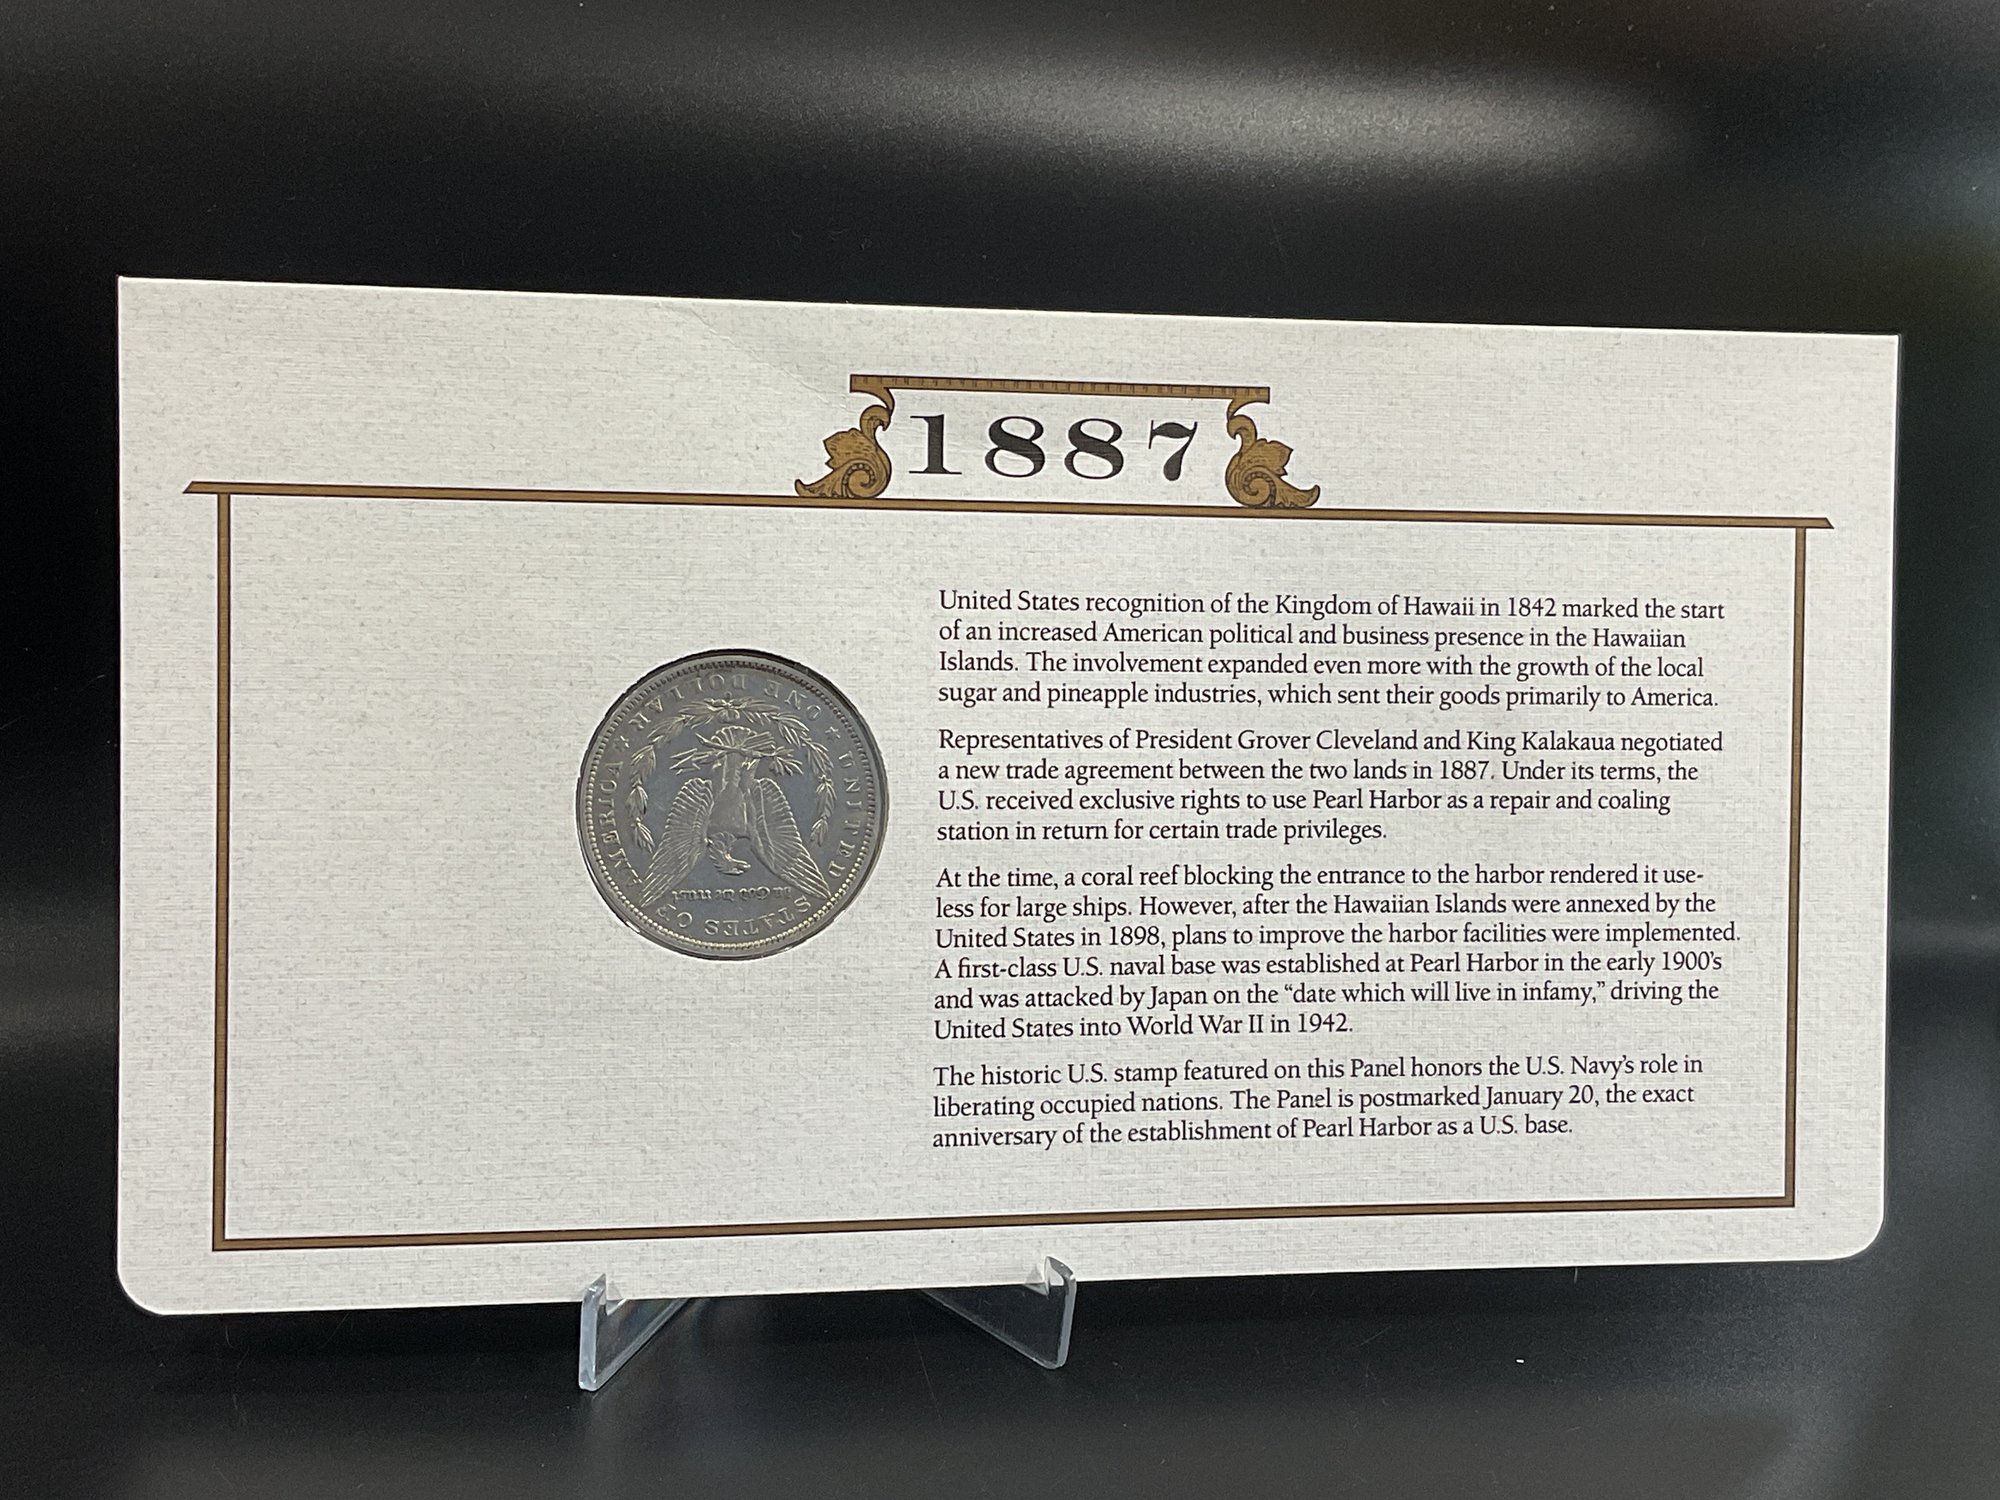 1887
United States recognition of the Kingdom of Hawaii in 1842 marked the start
of an increased American political and business presence in the Hawaiian
Islands. The involvement expanded even more with the growth of the local
sugar and pineapple industries, which sent their goods primarily to America.
Representatives of President Grover Cleveland and King Kalakaua negotiated
a new trade agreement between the two lands in 1887. Under its terms, the
U.S. received exclusive rights to use Pearl Harbor as a repair and coaling
station in return for certain trade privileges.
At the time, a coral reef blocking the entrance to the harbor rendered it use-
less for large ships. However, after the Hawaiian Islands were annexed by the
United States in 1898, plans to improve the harbor facilities were implemented.
A first-class U.S. naval base was established at Pearl Harbor in the early 1900's
and was attacked by Japan on the “date which will live in infamy,” driving the
United States into World War II in 1942.
The historic U.S. stamp featured on this Panel honors the U.S. Navy's role in
liberating occupied nations. The Panel is postmarked January 20, the exact
anniversary of the establishment of Pearl Harbor as a U.S. base.
UNITED STATES OF AMERICA
In God we trust
ONE DOLLAR